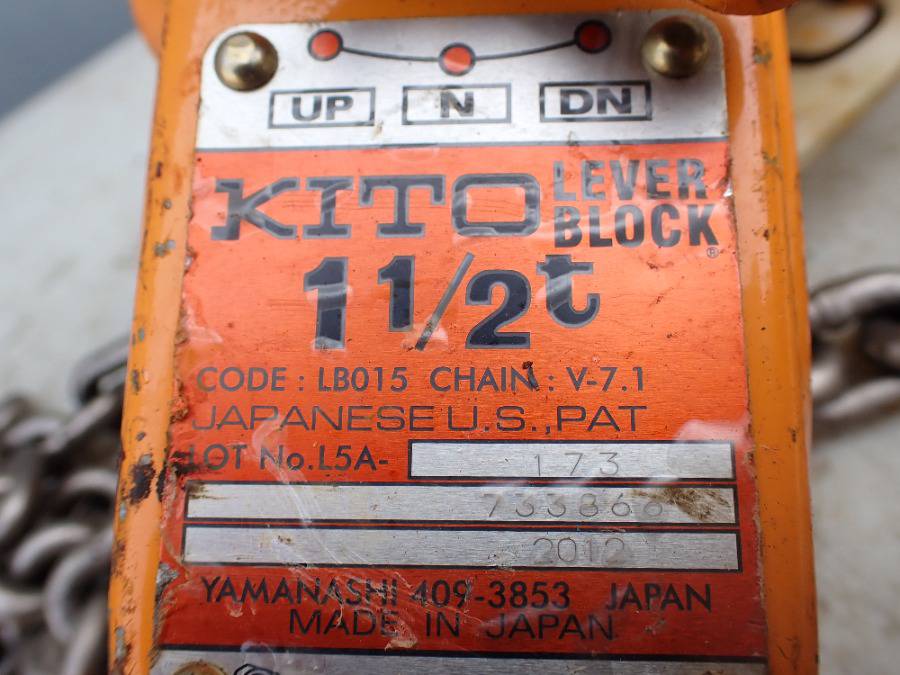 UP N DN
KITO LEVER BLOCK®
1 1/2t
CODE : LB015 CHAIN : V-7.1
JAPANESE U.S.,PAT
LOT No.L5A- 173
733868
2012
YAMANASHI 409-3853 JAPAN
MADE IN JAPAN